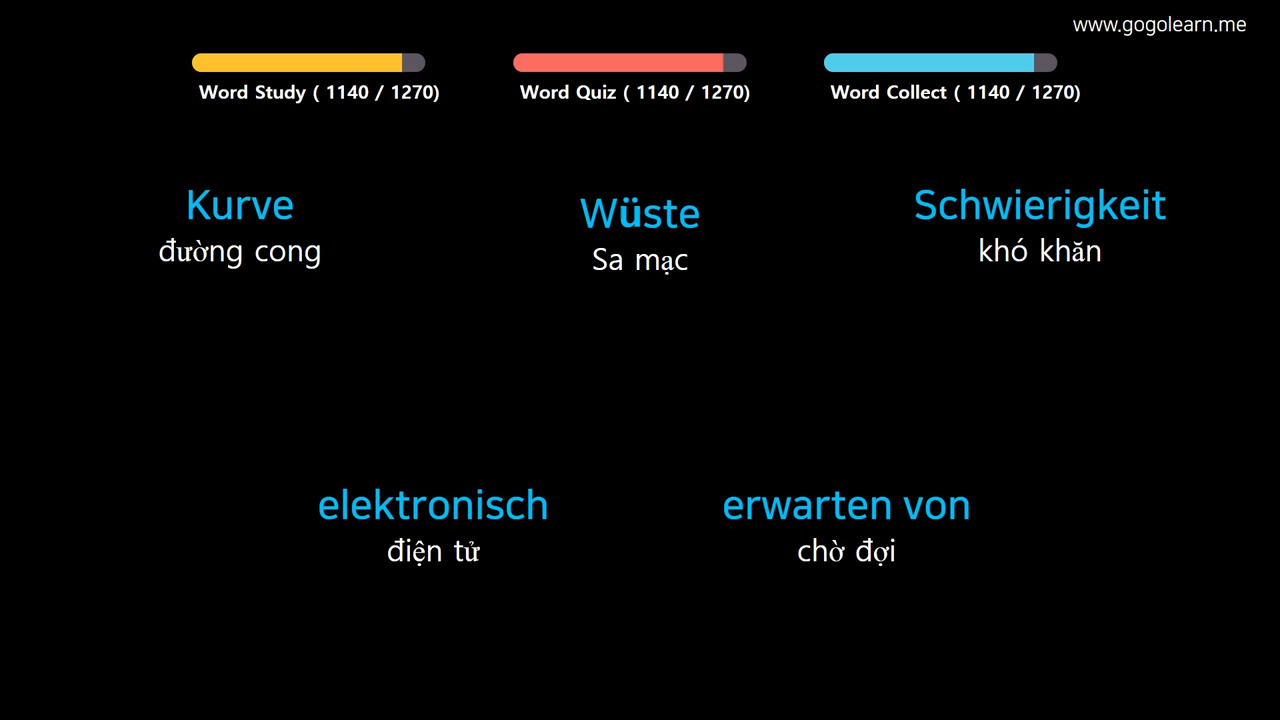 www.gogolearn.me
Word Study ( 1140 / 1270)
Word Quiz ( 1140 / 1270)
Word Collect ( 1140 / 1270)
Kurve
đường cong
Wüste
Sa mạc
Schwierigkeit
khó khăn
elektronisch
điện tử
erwarten von
chờ đợi